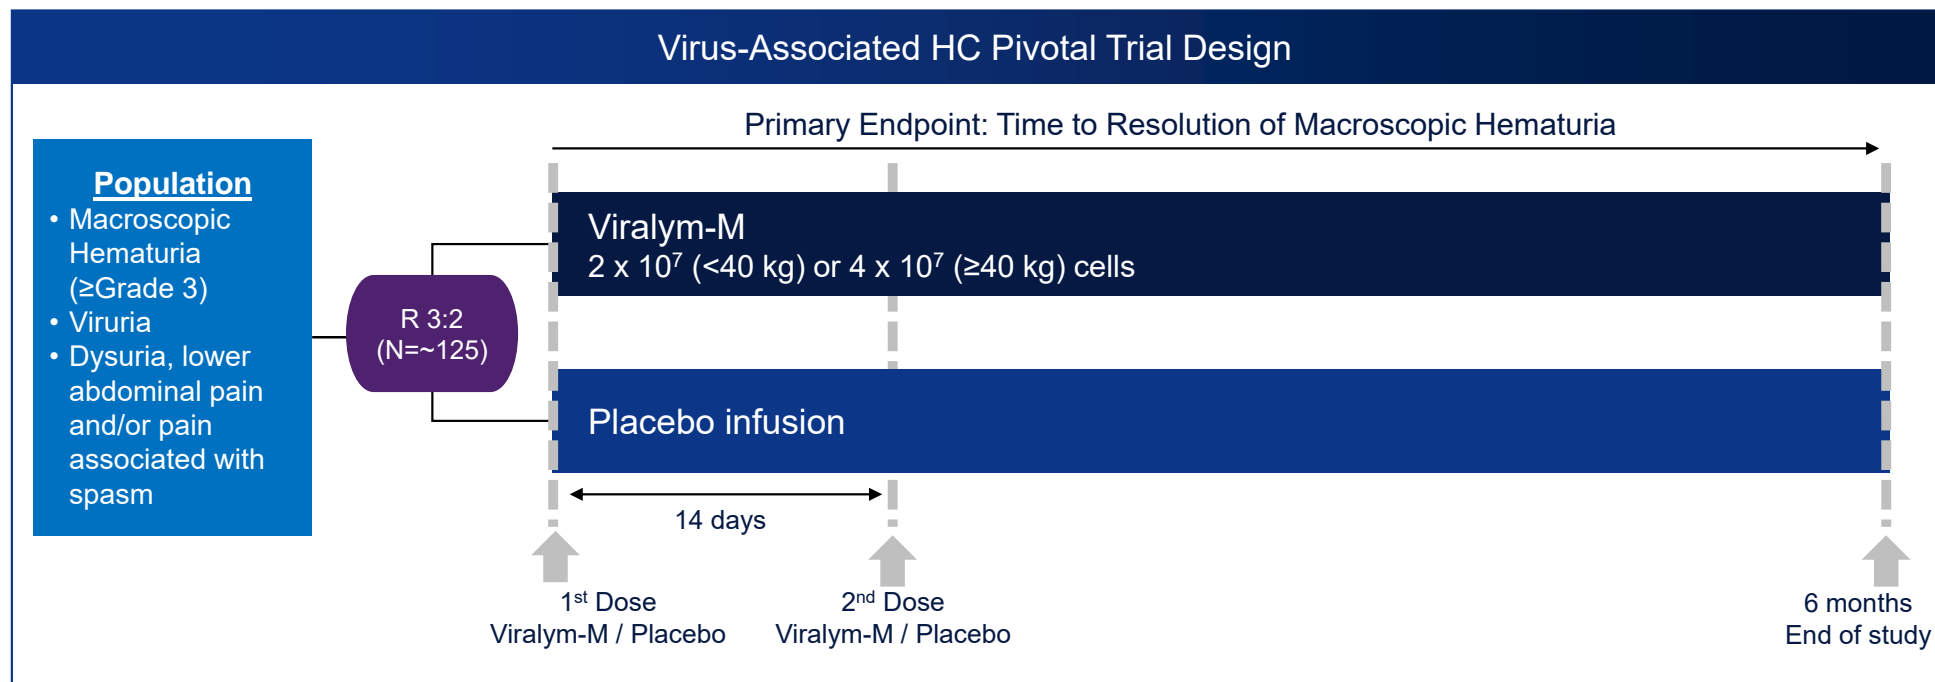 Virus-Associated HC Pivotal Trial Design
Primary Endpoint: Time to Resolution of Macroscopic Hematuria
Population
• Macroscopic
Hematuria
(≥Grade 3)
• Viruria
• Dysuria, lower
abdominal pain
and/or pain
associated with
spasm
R 3:2
(N=~125)
Viralym-M
2 x 10⁷ (<40 kg) or 4 x 10⁷ (≥40 kg) cells
Placebo infusion
14 days
1ˢᵗ Dose
Viralym-M / Placebo
2ⁿᵈ Dose
Viralym-M / Placebo
6 months
End of study